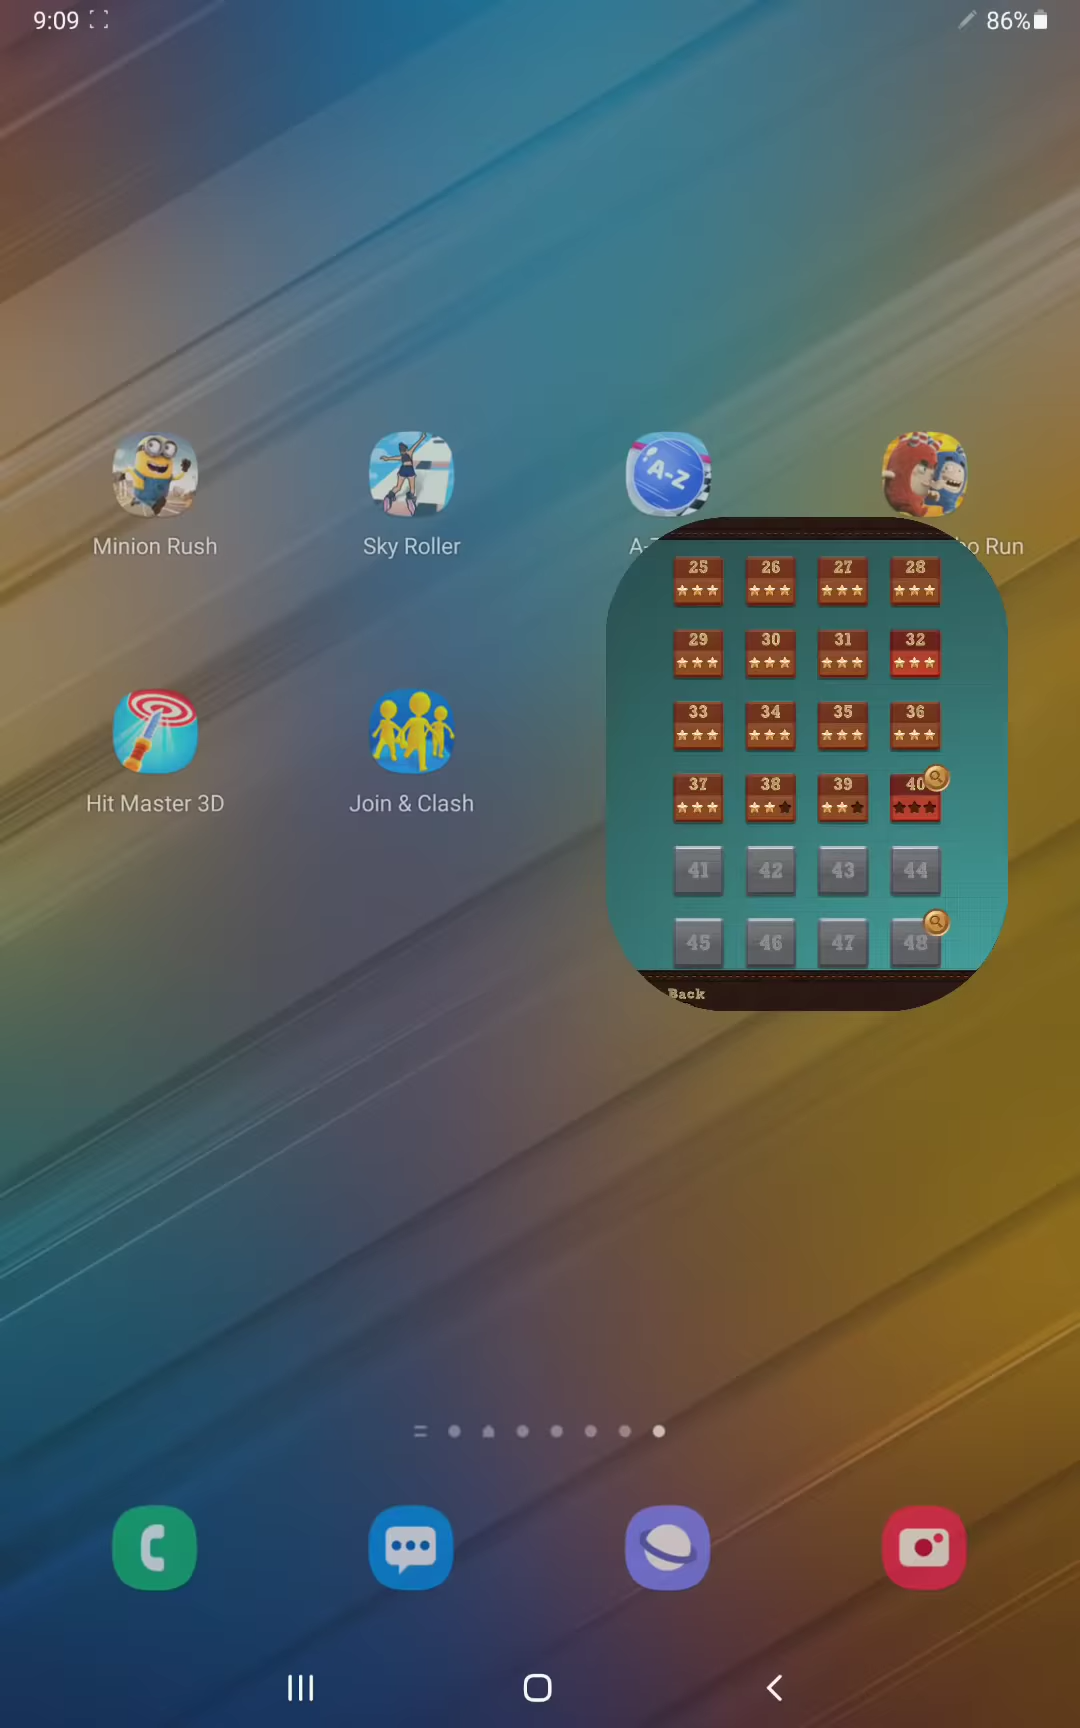 9:09
86%
A-Z
Minion Rush
Sky Roller
o Run
25 26 27 28
29 30 31 32
33 34 35 36
Hit Master 3D
Join & Clash
37 38 39 40
41 42 43 44
45 46 47 48
Back